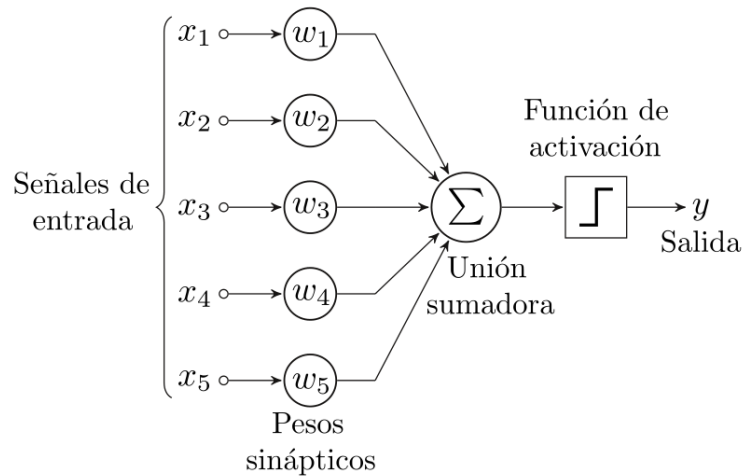 x₁
w₁
x₂
w₂
Función de
activación
Señales de
entrada
x₃
w₃
Σ
y
Salida
Unión
sumadora
x₄
w₄
x₅
w₅
Pesos
sinápticos